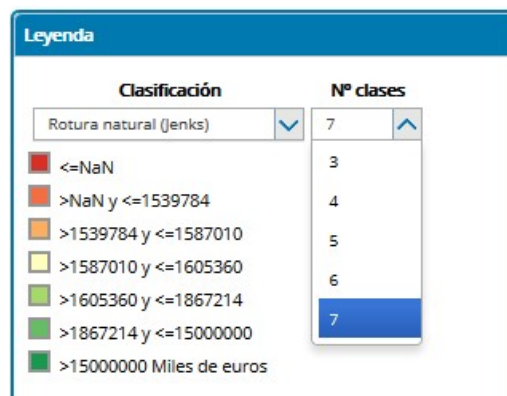 Leyenda
Clasificación Nº clases
Rotura natural (Jenks) 7
<=NaN
>NaN y <=1539784
>1539784 y <=1587010
>1587010 y <=1605360
>1605360 y <=1867214
>1867214 y <=15000000
>15000000 Miles de euros
3
4
5
6
7